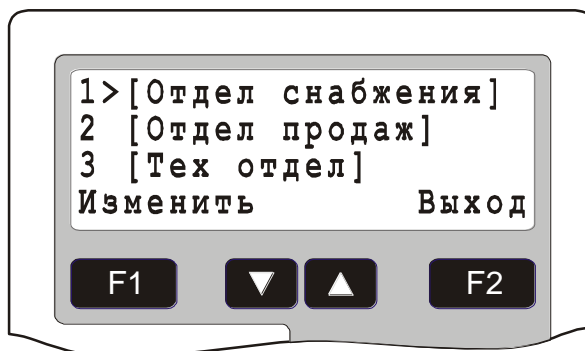 1>[Отдел снабжения]
2 [Отдел продаж]
3 [Тех отдел]
Изменить Выход
F1 F2